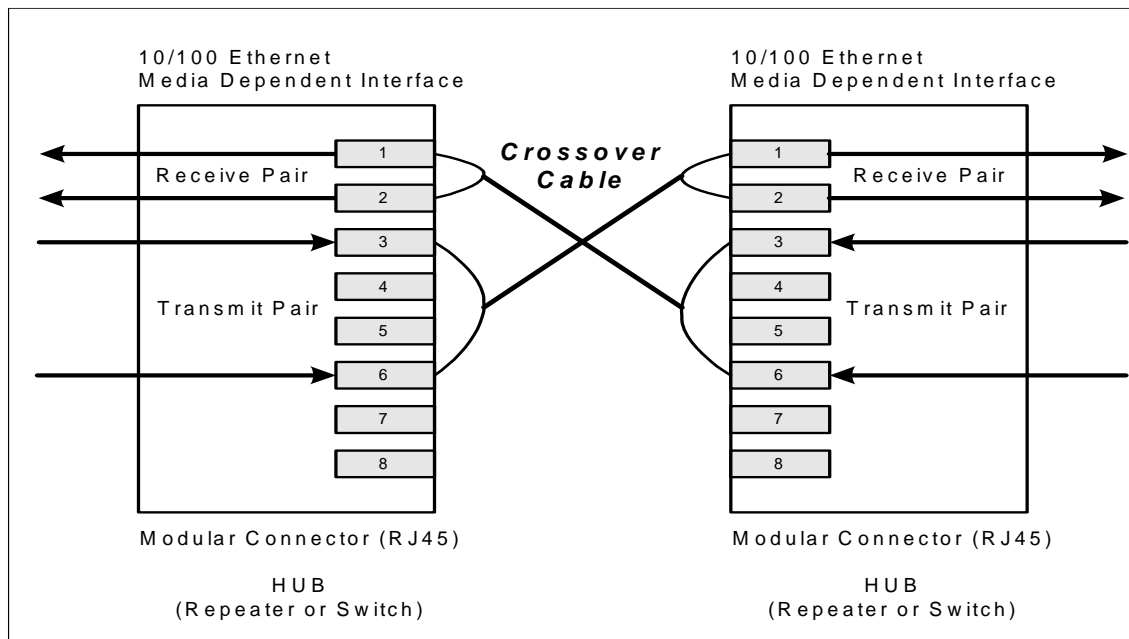 10/100 Ethernet
Media Dependent Interface
10/100 Ethernet
Media Dependent Interface
Crossover
Cable
1
Receive Pair
2
3
4
Transmit Pair
5
6
7
8
1
Receive Pair
2
3
4
Transmit Pair
5
6
7
8
Modular Connector (RJ45)
Modular Connector (RJ45)
HUB
(Repeater or Switch)
HUB
(Repeater or Switch)